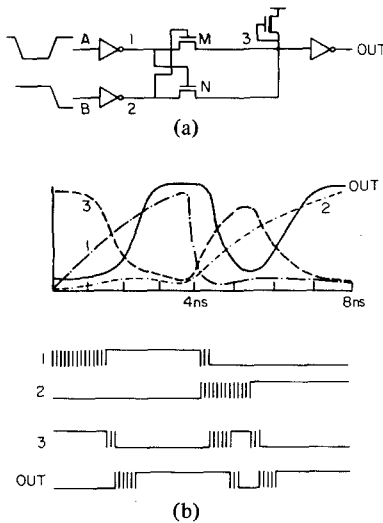 A 1 M 3
OUT
B 2 N
(a)
3 OUT
1 2
4ns 8ns
1
2
3
OUT
(b)